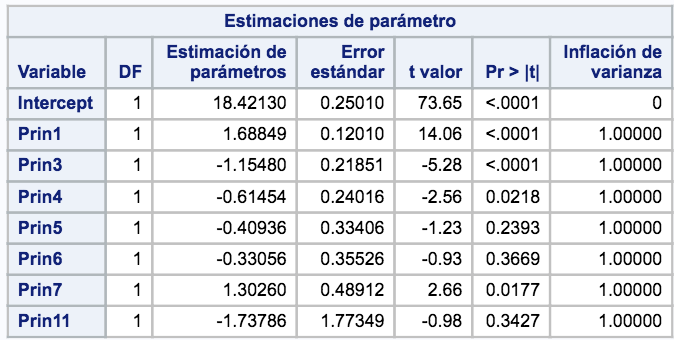 Estimaciones de parámetro
Variable DF Estimación de parámetros Error estándar t valor Pr > |t| Inflación de varianza
Intercept 1 18.42130 0.25010 73.65 <.0001 0
Prin1 1 1.68849 0.12010 14.06 <.0001 1.00000
Prin3 1 -1.15480 0.21851 -5.28 <.0001 1.00000
Prin4 1 -0.61454 0.24016 -2.56 0.0218 1.00000
Prin5 1 -0.40936 0.33406 -1.23 0.2393 1.00000
Prin6 1 -0.33056 0.35526 -0.93 0.3669 1.00000
Prin7 1 1.30260 0.48912 2.66 0.0177 1.00000
Prin11 1 -1.73786 1.77349 -0.98 0.3427 1.00000